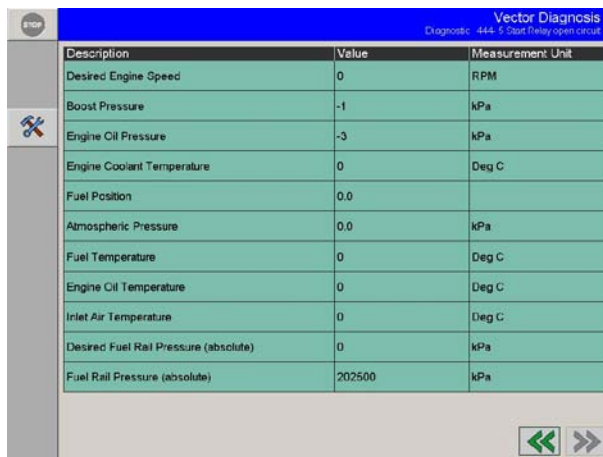 STOP
Vector Diagnosis
Diagnostic 444- 5 Start Relay open circuit
Description Value Measurement Unit
Desired Engine Speed 0 RPM
Boost Pressure -1 kPa
Engine Oil Pressure -3 kPa
Engine Coolant Temperature 0 Deg C
Fuel Position 0.0
Atmospheric Pressure 0.0 kPa
Fuel Temperature 0 Deg C
Engine Oil Temperature 0 Deg C
Inlet Air Temperature 0 Deg C
Desired Fuel Rail Pressure (absolute) 0 kPa
Fuel Rail Pressure (absolute) 202500 kPa